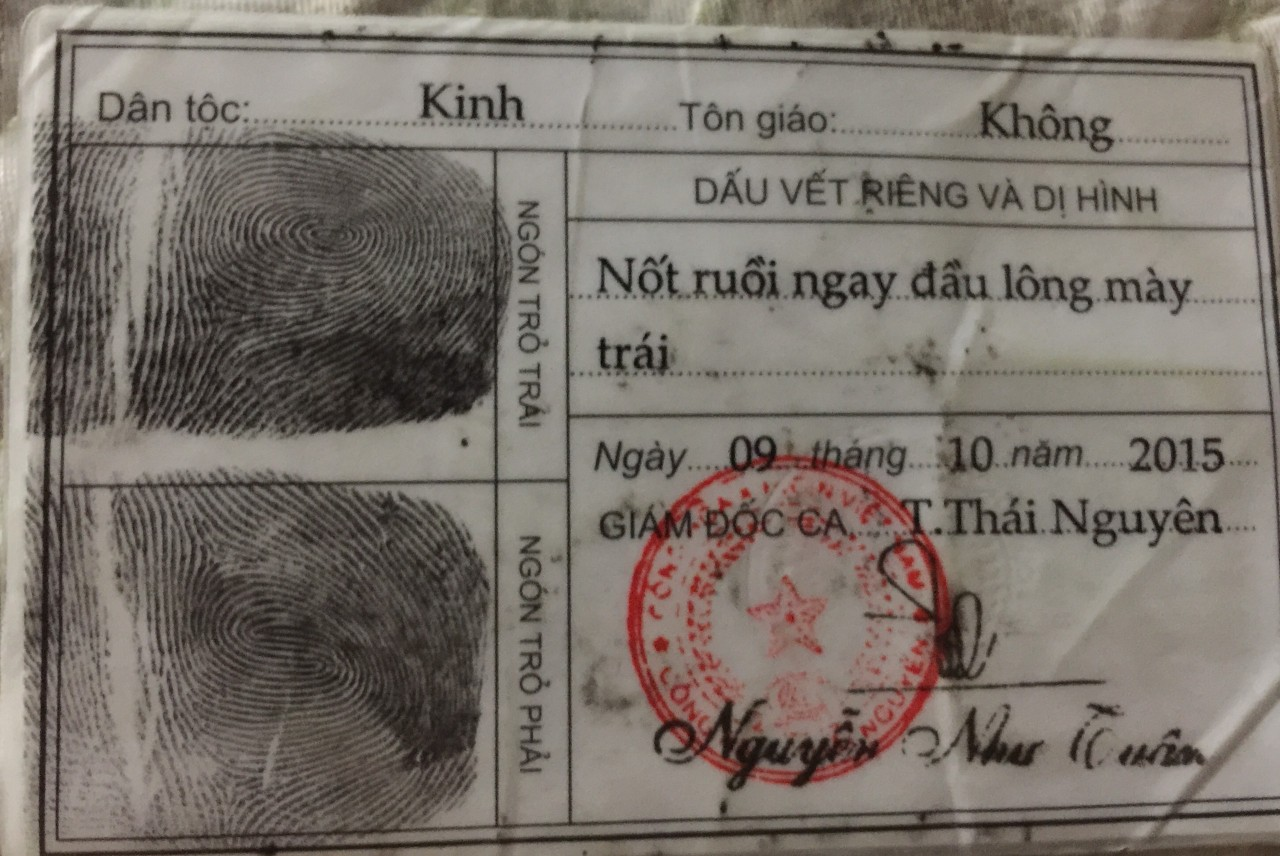 Dân tộc: Kinh Tôn giáo: Không
NGÓN TRỎ TRÁI
DẤU VẾT RIÊNG VÀ DỊ HÌNH
Nốt ruồi ngay đầu lông mày
trái
NGÓN TRỎ PHẢI
Ngày 09 tháng 10 năm 2015
GIÁM ĐỐC CA T.Thái Nguyên
Nguyễn Như Tuấn